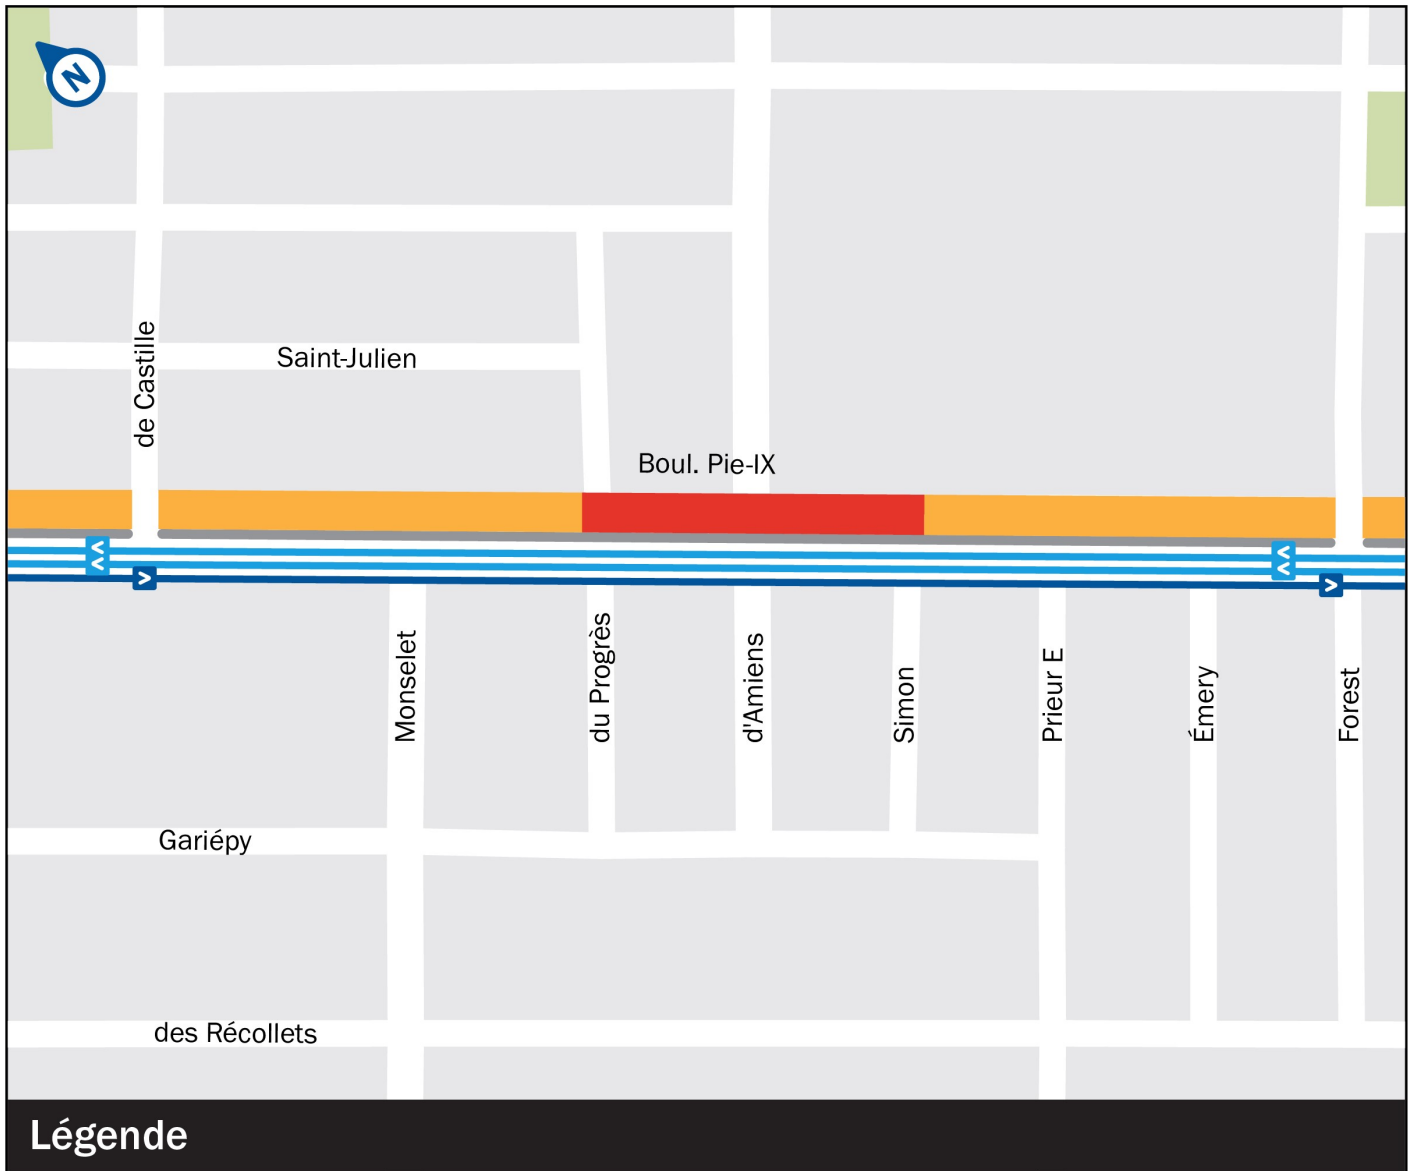 N
de Castille
Saint-Julien
Boul. Pie-IX
<
<
>
<
<
>
Monselet
du Progrès
d'Amiens
Simon
Prieur E
Émery
Forest
Gariépy
des Récollets
Légende